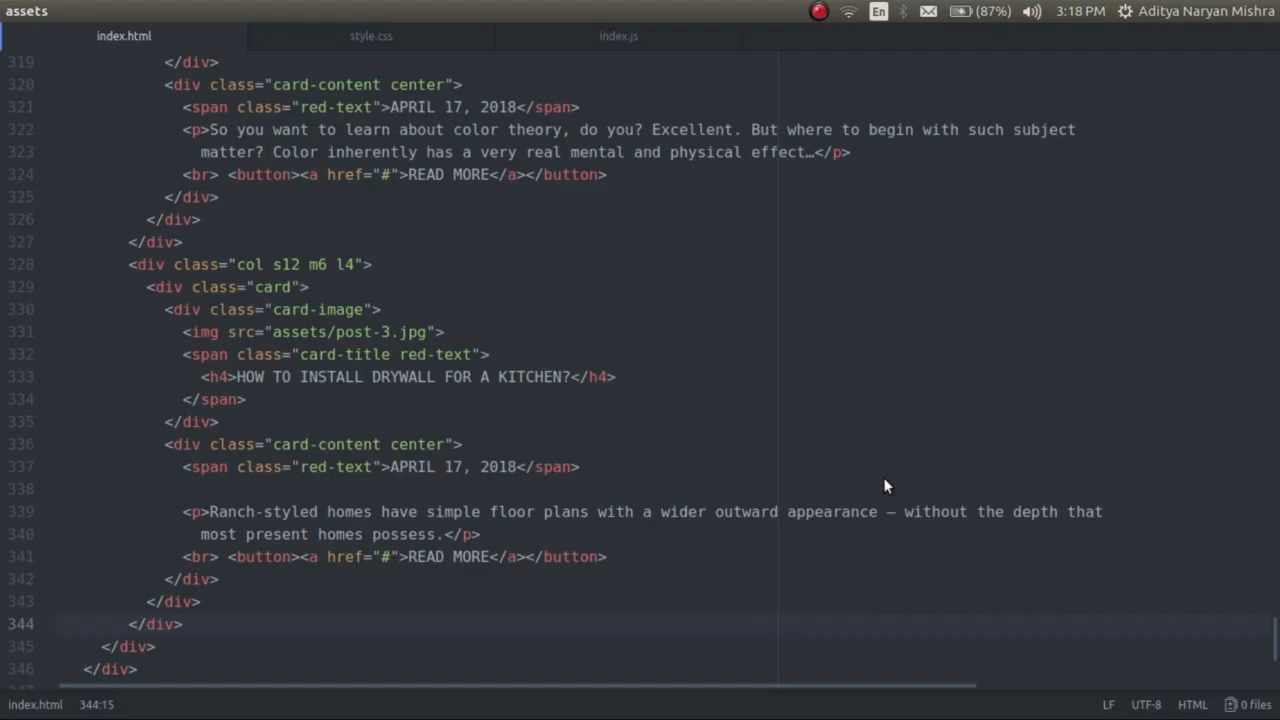 assets
En
(87%)
3:18 PM
Aditya Naryan Mishra
index.html
style.css
index.js
319 </div>
320 <div class="card-content center">
321 <span class="red-text">APRIL 17, 2018</span>
322 <p>So you want to learn about color theory, do you? Excellent. But where to begin with such subject
323 matter? Color inherently has a very real mental and physical effect…</p>
324 <br> <button><a href="#">READ MORE</a></button>
325 </div>
326 </div>
327 </div>
328 <div class="col s12 m6 l4">
329 <div class="card">
330 <div class="card-image">
331 <img src="assets/post-3.jpg">
332 <span class="card-title red-text">
333 <h4>HOW TO INSTALL DRYWALL FOR A KITCHEN?</h4>
334 </span>
335 </div>
336 <div class="card-content center">
337 <span class="red-text">APRIL 17, 2018</span>
338
339 <p>Ranch-styled homes have simple floor plans with a wider outward appearance – without the depth that
340 most present homes possess.</p>
341 <br> <button><a href="#">READ MORE</a></button>
342 </div>
343 </div>
344 </div>
345 </div>
346 </div>
index.html 344:15
LF
UTF-8
HTML
0 files